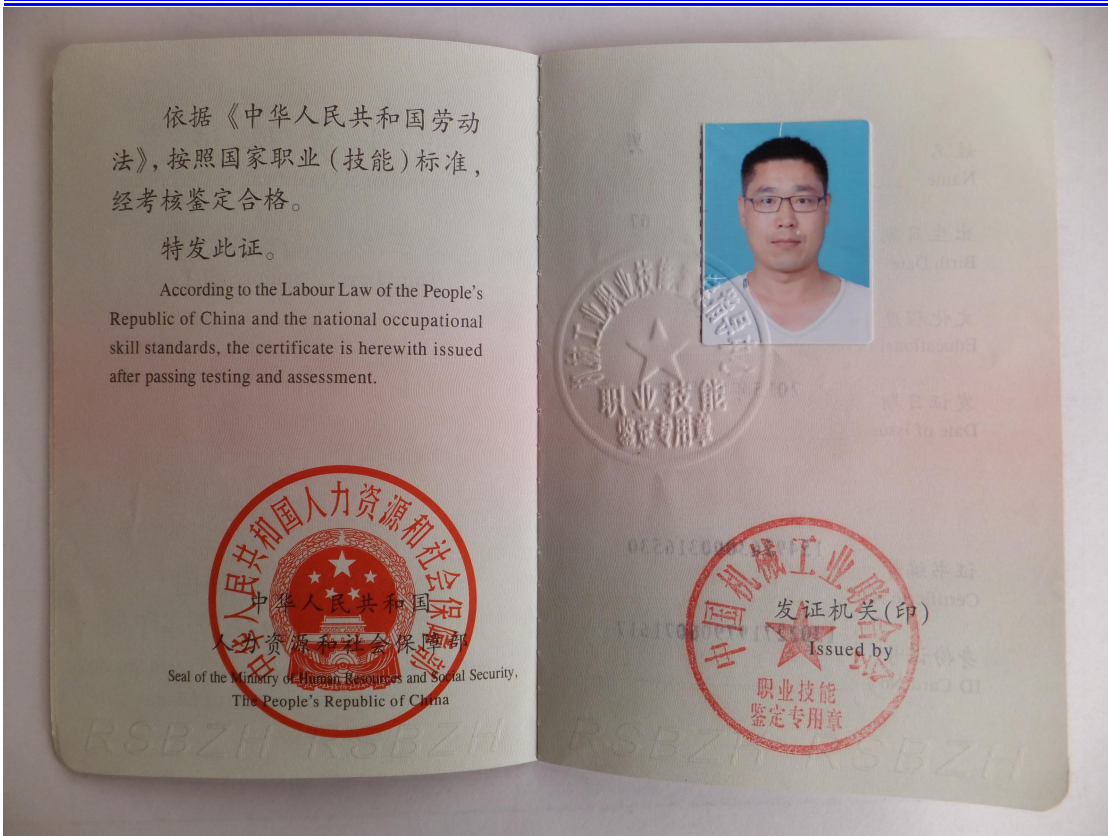 依据《中华人民共和国劳动
法》,按照国家职业(技能)标准,
经考核鉴定合格。
特发此证。
According to the Labour Law of the People's
Republic of China and the national occupational
skill standards, the certificate is herewith issued
after passing testing and assessment.
中华人民共和国人力资源和社会保障部
中华人民共和国
人力资源和社会保障部
Seal of the Ministry of Human Resources and Social Security,
The People's Republic of China
RSBZH RSBZH
职业技能
鉴定专用章
中国机械工业联合会
发证机关(印)
Issued by
职业技能
鉴定专用章
RSBZH RSBZH